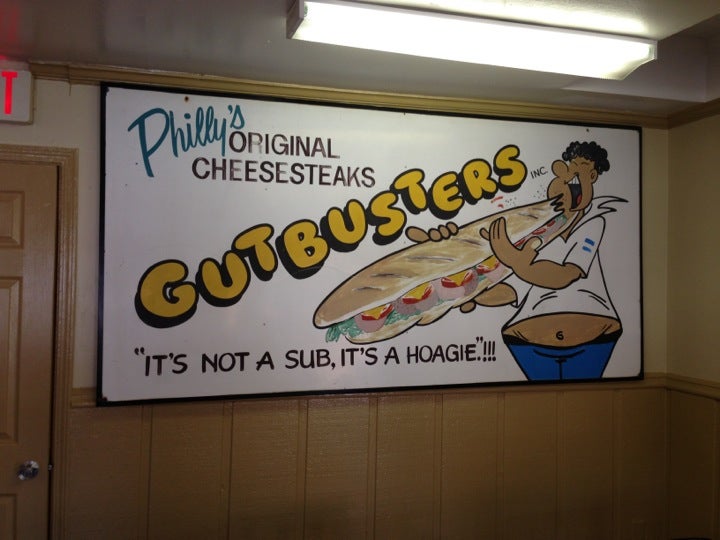 T
Philly's
ORIGINAL
CHEESESTEAKS
GUTBUSTERS INC.
"IT'S NOT A SUB, IT'S A HOAGIE."!!!